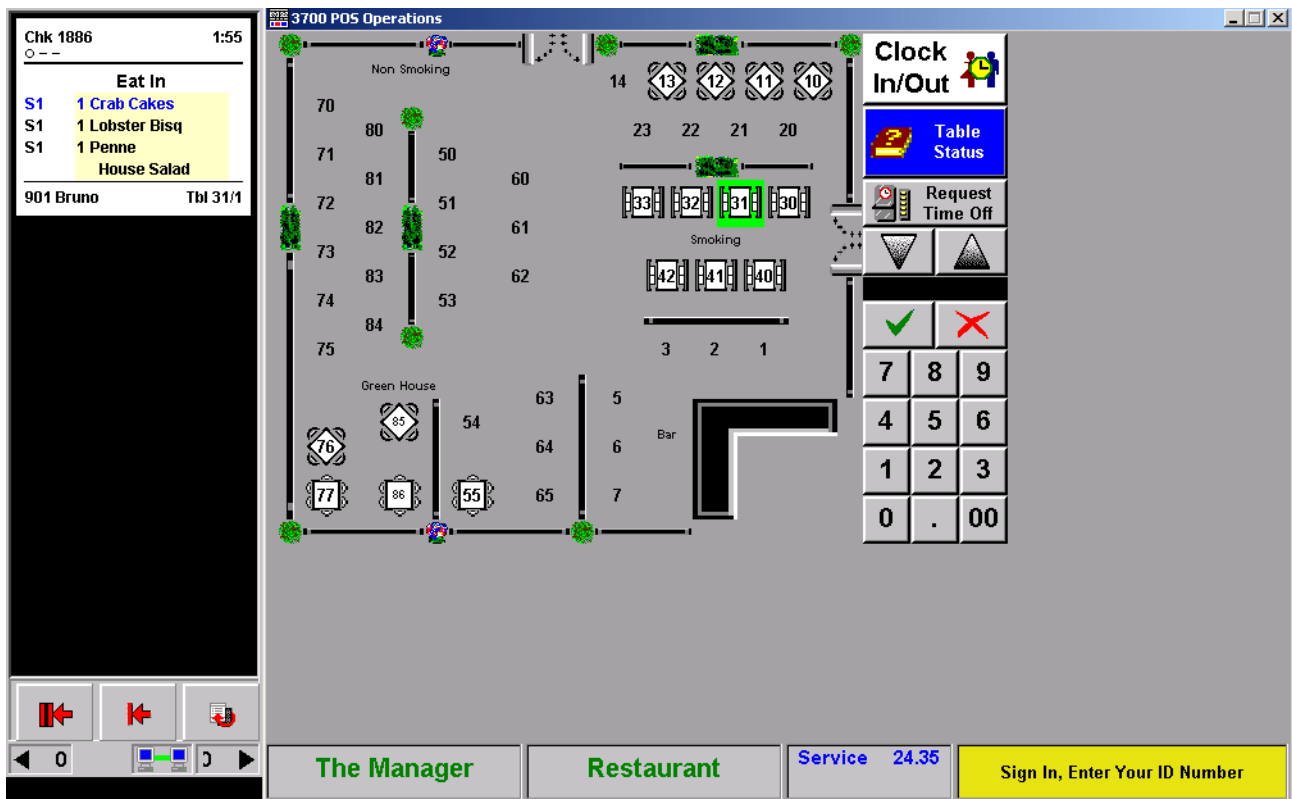 3700 POS Operations
Chk 1886 1:55
Eat In
S1 1 Crab Cakes
S1 1 Lobster Bisq
S1 1 Penne
House Salad
901 Bruno Tbl 31/1
0
Non Smoking
70
71
72
73
74
75
80
81
82
83
84
50
51
52
53
60
61
62
14 13 12 11 10
23 22 21 20
33 32 31 30
Smoking
42 41 40
3 2 1
Green House
85
76
77
86
54
55
63
64
65
5
6
7
Bar
Clock
In/Out
Table
Status
Request
Time Off
7 8 9
4 5 6
1 2 3
0 . 00
The Manager
Restaurant
Service 24.35
Sign In, Enter Your ID Number